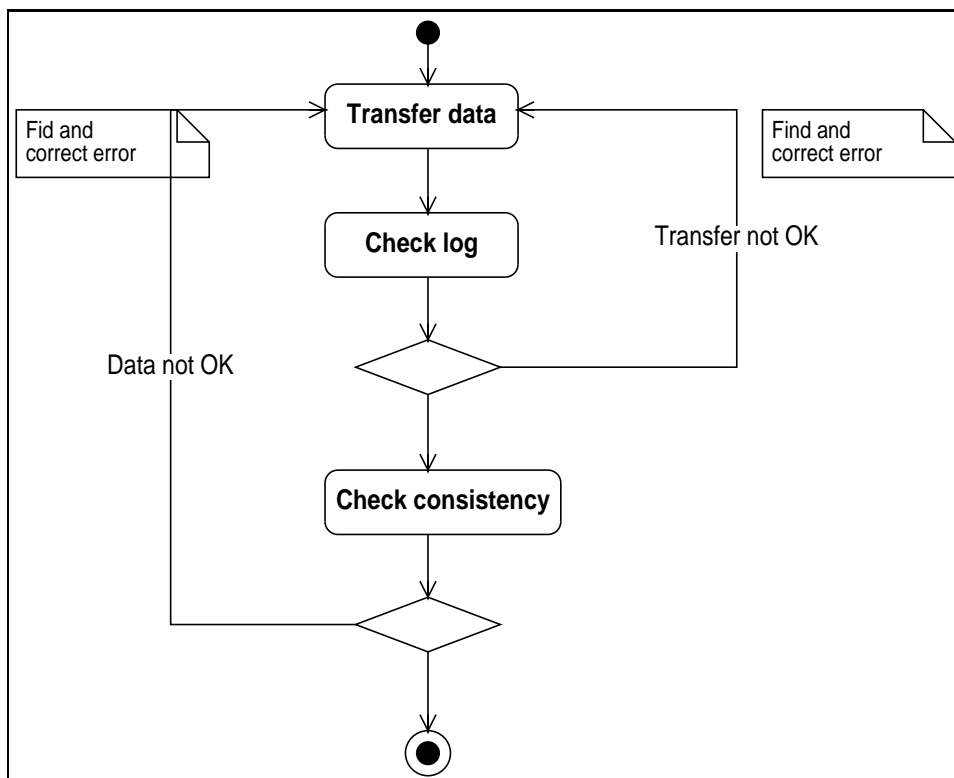 Transfer data
Fid and
correct error
Find and
correct error
Check log
Transfer not OK
Data not OK
Check consistency